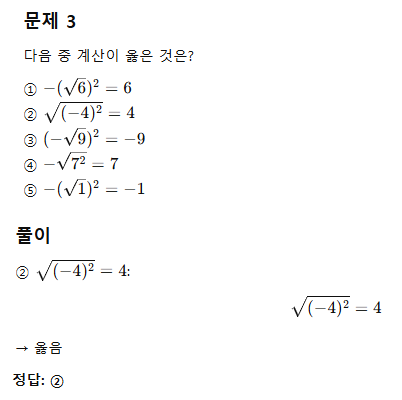 문제 3
다음 중 계산이 옳은 것은?
① −(√6)² = 6
② √(−4)² = 4
③ (−√9)² = −9
④ −√7² = 7
⑤ −(√1)² = −1
풀이
② √(−4)² = 4:
√(−4)² = 4
→ 옳음
정답: ②